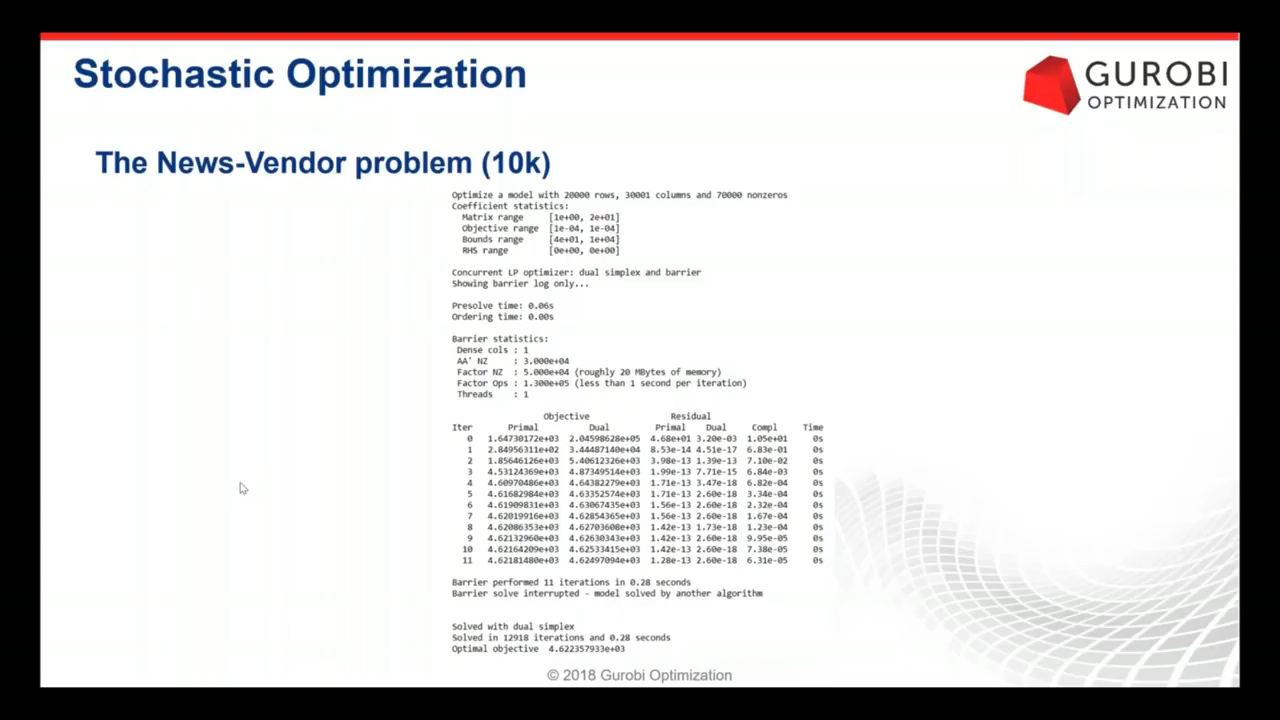 Stochastic Optimization
GUROBI
OPTIMIZATION
The News-Vendor problem (10k)
Optimize a model with 20000 rows, 30001 columns and 70000 nonzeros
Coefficient statistics:
Matrix range [1e+00, 2e+01]
Objective range [1e-04, 1e-04]
Bounds range [4e+01, 1e+04]
RHS range [0e+00, 0e+00]
Concurrent LP optimizer: dual simplex and barrier
Showing barrier log only...
Presolve time: 0.06s
Ordering time: 0.00s
Barrier statistics:
Dense cols : 1
AA' NZ : 3.000e+04
Factor NZ : 5.000e+04 (roughly 20 MBytes of memory)
Factor Ops : 1.300e+05 (less than 1 second per iteration)
Threads : 1
Objective Residual
Iter Primal Dual Primal Dual Compl Time
0 1.64730172e+03 2.04598628e+05 4.68e+01 3.20e-03 1.05e+01 0s
1 2.84956311e+02 3.44487140e+04 8.53e-14 4.51e-17 6.83e-01 0s
2 1.85646126e+03 5.40612326e+03 3.98e-13 1.39e-13 7.10e-02 0s
3 4.53124369e+03 4.87349514e+03 1.99e-13 7.71e-15 6.84e-03 0s
4 4.60970486e+03 4.64382279e+03 1.71e-13 3.47e-18 6.82e-04 0s
5 4.61682984e+03 4.63352574e+03 1.71e-13 2.60e-18 3.34e-04 0s
6 4.61909831e+03 4.63067435e+03 1.56e-13 2.60e-18 2.32e-04 0s
7 4.62019916e+03 4.62854365e+03 1.56e-13 2.60e-18 1.67e-04 0s
8 4.62086353e+03 4.62703608e+03 1.42e-13 1.73e-18 1.23e-04 0s
9 4.62132960e+03 4.62630343e+03 1.42e-13 2.60e-18 9.95e-05 0s
10 4.62164209e+03 4.62533415e+03 1.42e-13 2.60e-18 7.38e-05 0s
11 4.62181480e+03 4.62497094e+03 1.28e-13 2.60e-18 6.31e-05 0s
Barrier performed 11 iterations in 0.28 seconds
Barrier solve interrupted - model solved by another algorithm
Solved with dual simplex
Solved in 12918 iterations and 0.28 seconds
Optimal objective 4.622357933e+03
© 2018 Gurobi Optimization